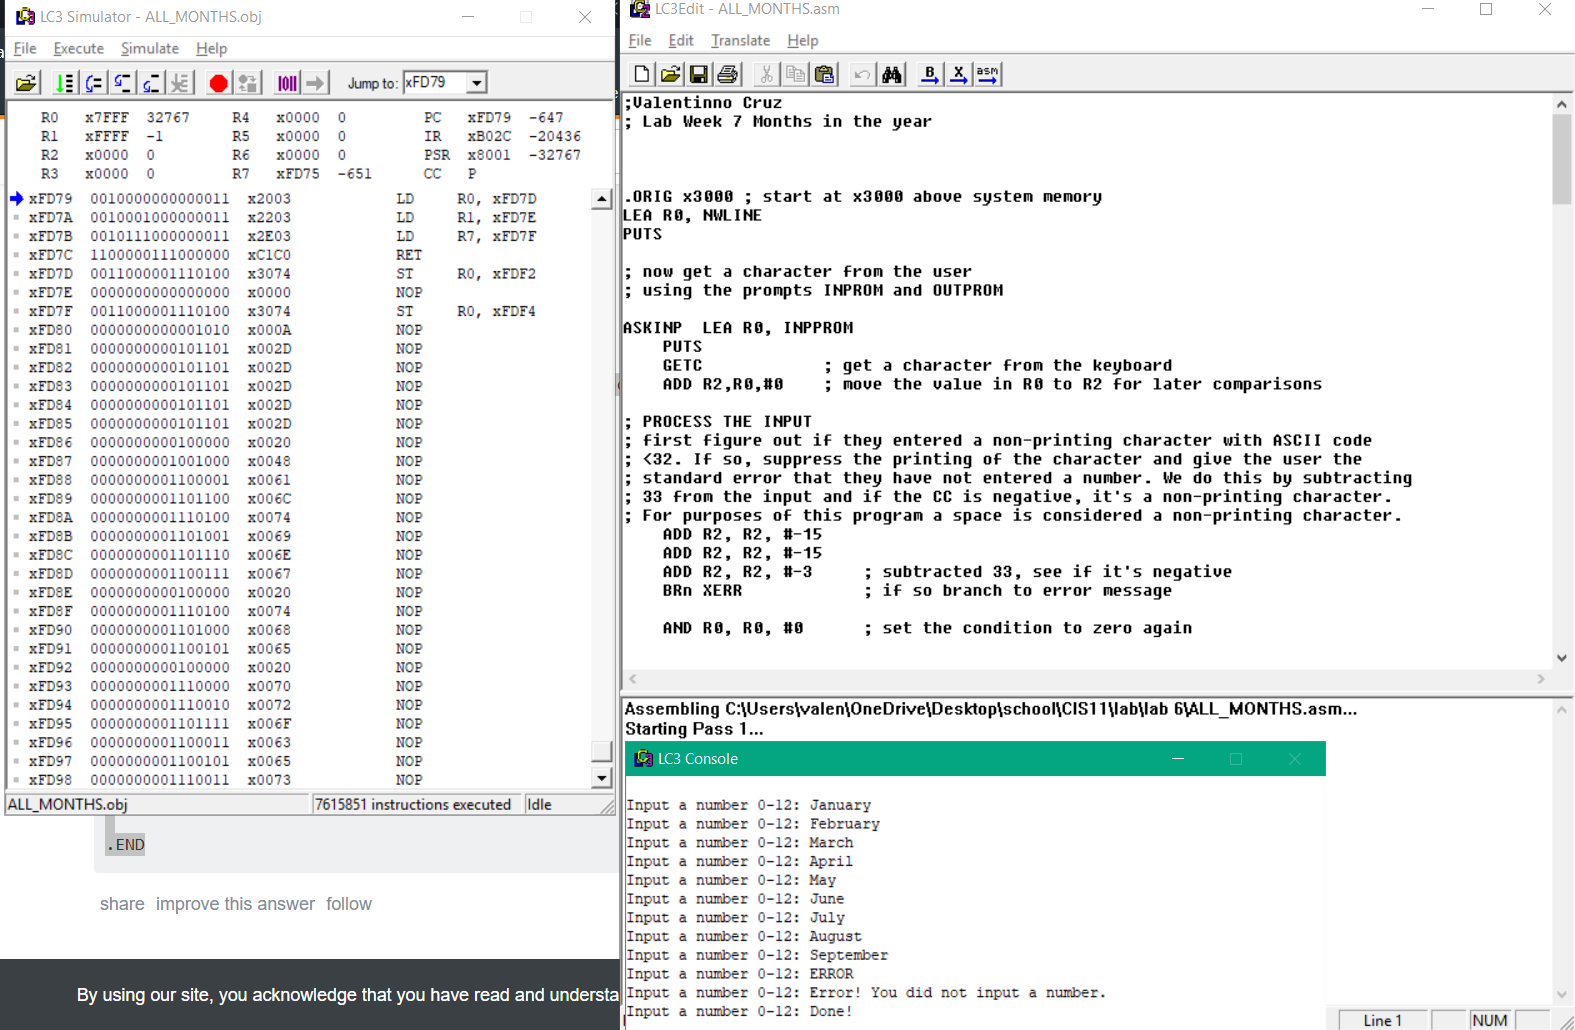 LC3 Simulator - ALL_MONTHS.obj
File Execute Simulate Help
Jump to: xFD79
R0 x7FFF 32767 R4 x0000 0 PC xFD79 -647
R1 xFFFF -1 R5 x0000 0 IR xB02C -20436
R2 x0000 0 R6 x0000 0 PSR x8001 -32767
R3 x0000 0 R7 xFD75 -651 CC P
xFD79 0010000000000011 x2003 LD R0, xFD7D
xFD7A 0010001000000011 x2203 LD R1, xFD7E
xFD7B 0010111000000011 x2E03 LD R7, xFD7F
xFD7C 1100000111000000 xC1C0 RET
xFD7D 0011000001110100 x3074 ST R0, xFDF2
xFD7E 0000000000000000 x0000 NOP
xFD7F 0011000001110100 x3074 ST R0, xFDF4
xFD80 0000000000001010 x000A NOP
xFD81 0000000000101101 x002D NOP
xFD82 0000000000101101 x002D NOP
xFD83 0000000000101101 x002D NOP
xFD84 0000000000101101 x002D NOP
xFD85 0000000000101101 x002D NOP
xFD86 0000000000100000 x0020 NOP
xFD87 0000000001001000 x0048 NOP
xFD88 0000000001100001 x0061 NOP
xFD89 0000000001101100 x006C NOP
xFD8A 0000000001110100 x0074 NOP
xFD8B 0000000001101001 x0069 NOP
xFD8C 0000000001101110 x006E NOP
xFD8D 0000000001100111 x0067 NOP
xFD8E 0000000000100000 x0020 NOP
xFD8F 0000000001110100 x0074 NOP
xFD90 0000000001101000 x0068 NOP
xFD91 0000000001100101 x0065 NOP
xFD92 0000000000100000 x0020 NOP
xFD93 0000000001110000 x0070 NOP
xFD94 0000000001110010 x0072 NOP
xFD95 0000000001101111 x006F NOP
xFD96 0000000001100011 x0063 NOP
xFD97 0000000001100101 x0065 NOP
xFD98 0000000001110011 x0073 NOP
ALL_MONTHS.obj 7615851 instructions executed Idle
.END
share improve this answer follow
By using our site, you acknowledge that you have read and understa
LC3Edit - ALL_MONTHS.asm
File Edit Translate Help
B X asm
;Valentinno Cruz
; Lab Week 7 Months in the year
.ORIG x3000 ; start at x3000 above system memory
LEA R0, NWLINE
PUTS
; now get a character from the user
; using the prompts INPROM and OUTPROM
ASKINP LEA R0, INPPROM
PUTS
GETC ; get a character from the keyboard
ADD R2,R0,#0 ; move the value in R0 to R2 for later comparisons
; PROCESS THE INPUT
; first figure out if they entered a non-printing character with ASCII code
; <32. If so, suppress the printing of the character and give the user the
; standard error that they have not entered a number. We do this by subtracting
; 33 from the input and if the CC is negative, it's a non-printing character.
; For purposes of this program a space is considered a non-printing character.
ADD R2, R2, #-15
ADD R2, R2, #-15
ADD R2, R2, #-3 ; subtracted 33, see if it's negative
BRn XERR ; if so branch to error message
AND R0, R0, #0 ; set the condition to zero again
Assembling C:\Users\valen\OneDrive\Desktop\school\CIS11\lab\lab 6\ALL_MONTHS.asm...
Starting Pass 1...
LC3 Console
Input a number 0-12: January
Input a number 0-12: February
Input a number 0-12: March
Input a number 0-12: April
Input a number 0-12: May
Input a number 0-12: June
Input a number 0-12: July
Input a number 0-12: August
Input a number 0-12: September
Input a number 0-12: ERROR
Input a number 0-12: Error! You did not input a number.
Input a number 0-12: Done!
Line 1 NUM